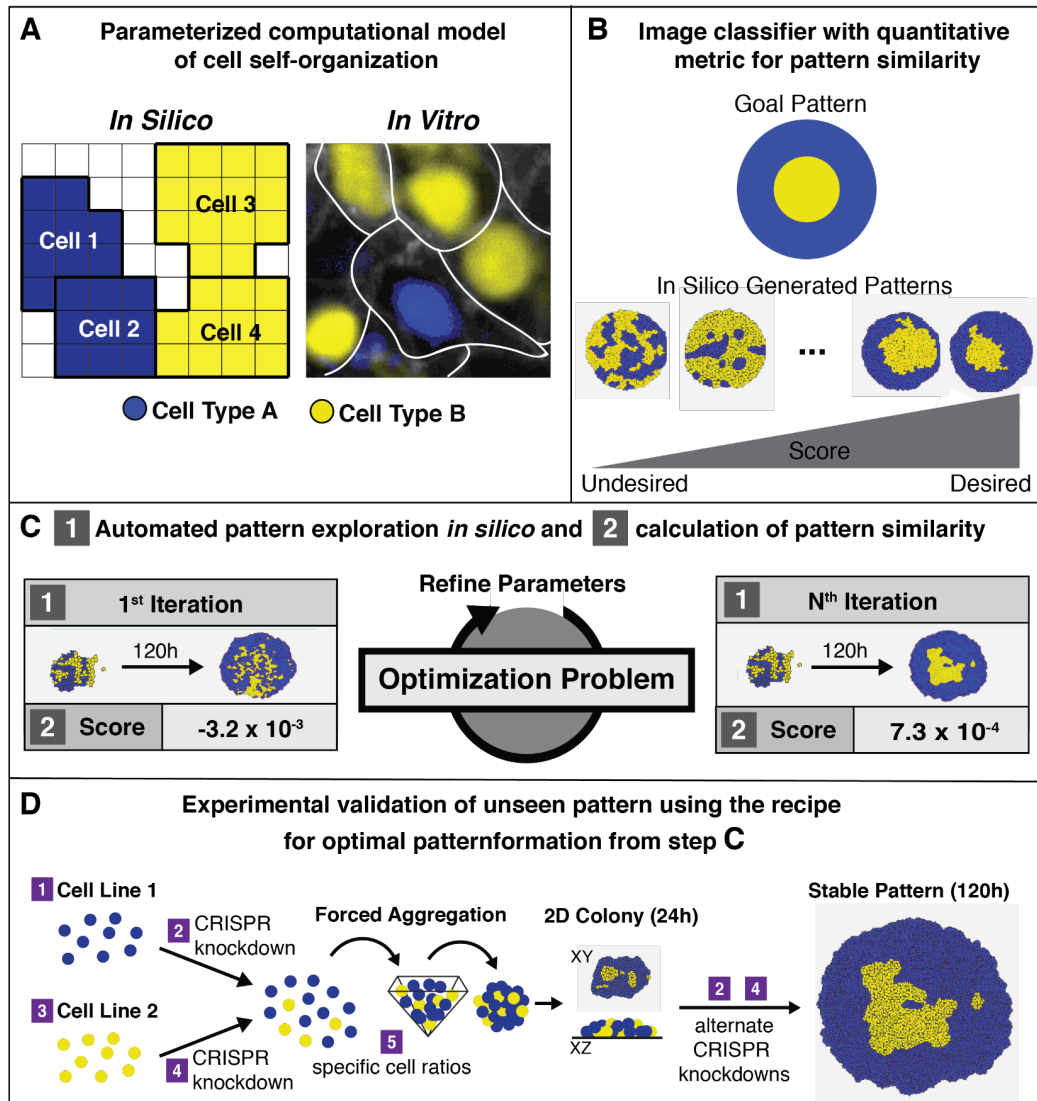 A
Parameterized computational model
of cell self-organization
In Silico
In Vitro
Cell 1
Cell 2
Cell 3
Cell 4
Cell Type A
Cell Type B
B
Image classifier with quantitative
metric for pattern similarity
Goal Pattern
In Silico Generated Patterns
...
Score
Undesired
Desired
C 1 Automated pattern exploration in silico and 2 calculation of pattern similarity
1 1st Iteration
120h
2 Score -3.2 x 10-3
Refine Parameters
Optimization Problem
1 Nth Iteration
120h
2 Score 7.3 x 10-4
D
Experimental validation of unseen pattern using the recipe
for optimal patternformation from step C
1 Cell Line 1
2 CRISPR
knockdown
3 Cell Line 2
4 CRISPR
knockdown
Forced Aggregation
5
specific cell ratios
2D Colony (24h)
XY
XZ
2 4
alternate
CRISPR
knockdowns
Stable Pattern (120h)